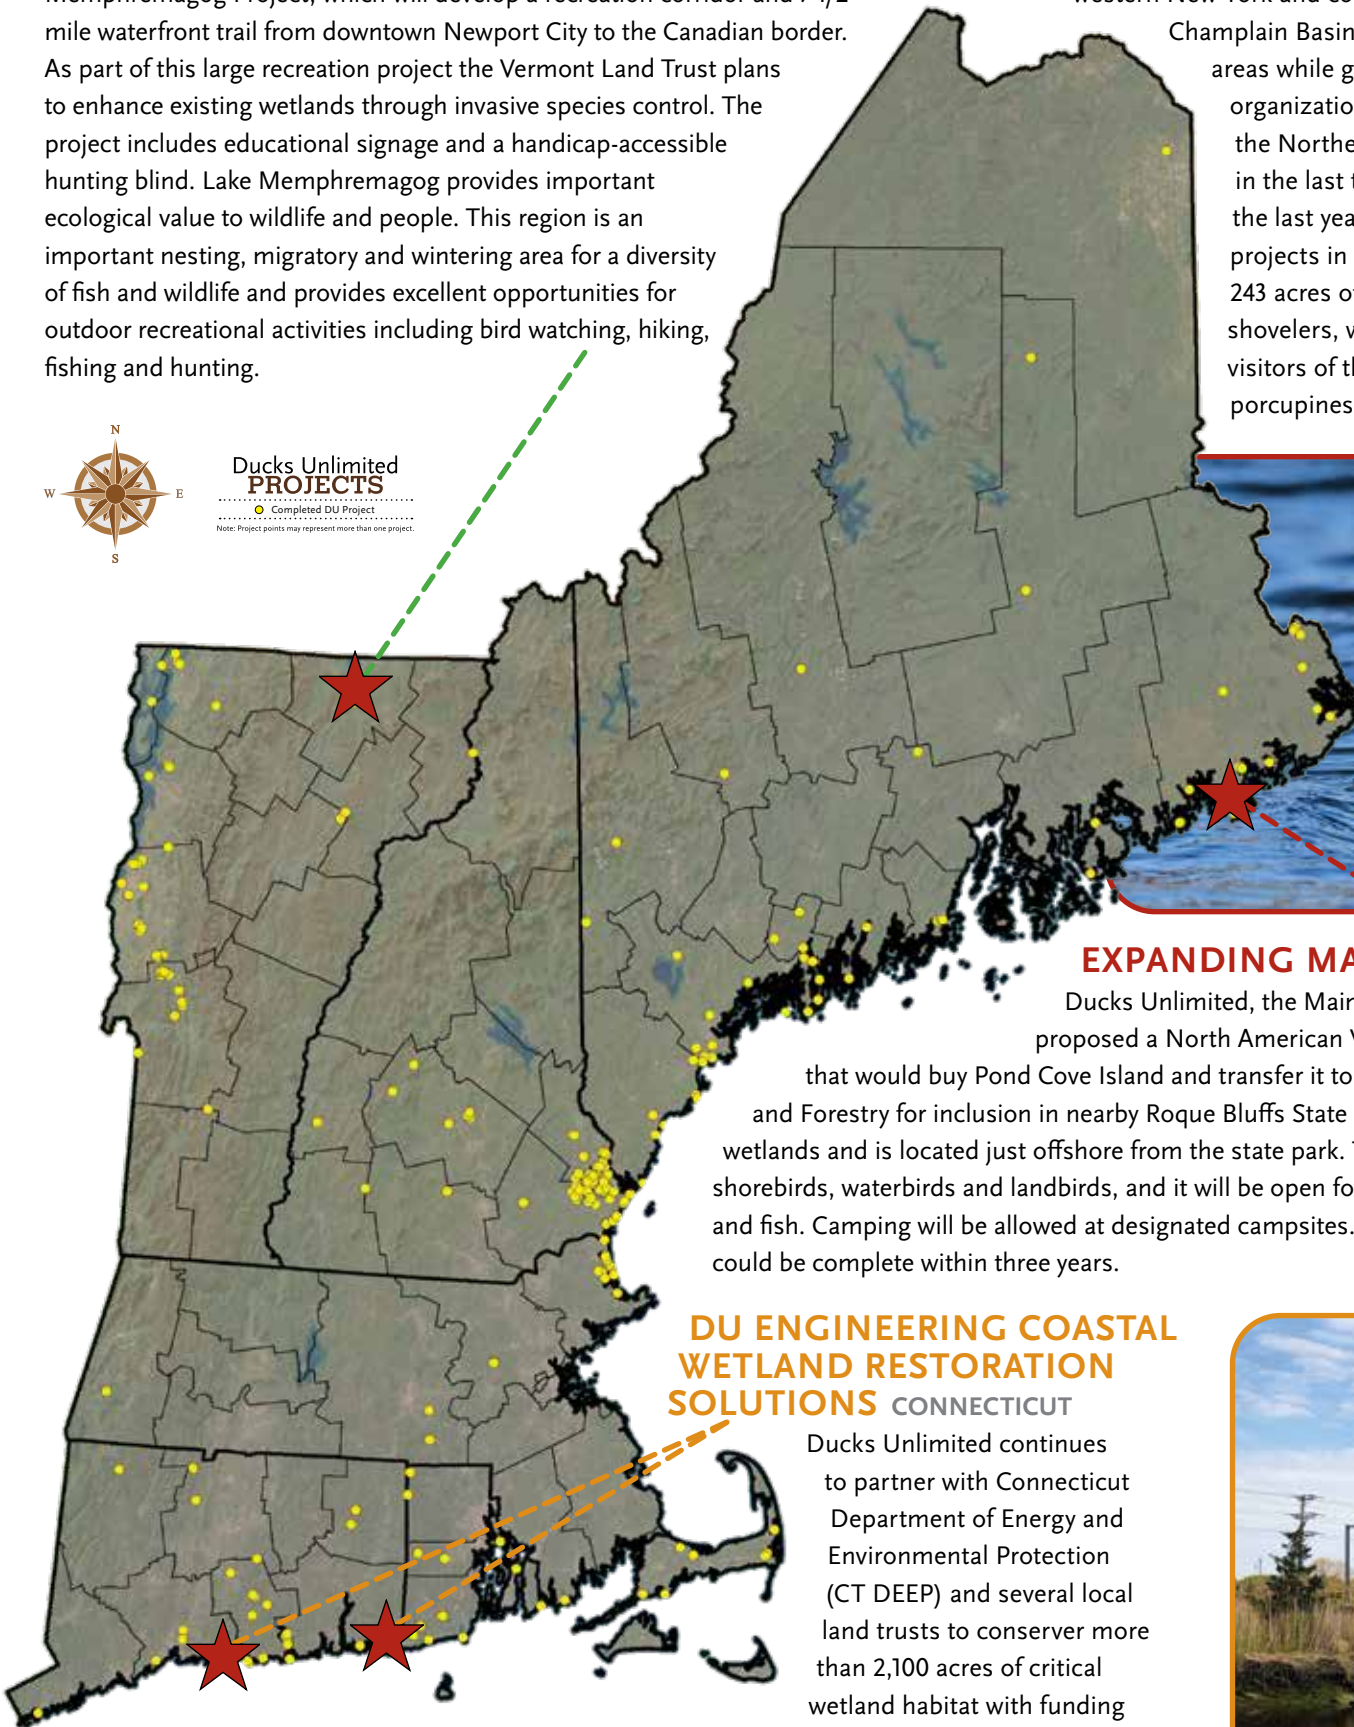 mile waterfront trail from downtown Newport City to the Canadian border.
As part of this large recreation project the Vermont Land Trust plans
to enhance existing wetlands through invasive species control. The
project includes educational signage and a handicap-accessible
hunting blind. Lake Memphremagog provides important
ecological value to wildlife and people. This region is an
important nesting, migratory and wintering area for a diversity
of fish and wildlife and provides excellent opportunities for
outdoor recreational activities including bird watching, hiking,
fishing and hunting.
Champlain Basin
areas while g
organizatio
the Northe
in the last t
the last yea
projects in
243 acres o
shovelers, v
visitors of th
porcupines
N
W E
S
Ducks Unlimited
PROJECTS
Completed DU Project
Note: Project points may represent more than one project.
EXPANDING MA
Ducks Unlimited, the Main
proposed a North American
that would buy Pond Cove Island and transfer it to
and Forestry for inclusion in nearby Roque Bluffs State
wetlands and is located just offshore from the state park.
shorebirds, waterbirds and landbirds, and it will be open fo
and fish. Camping will be allowed at designated campsites.
could be complete within three years.
DU ENGINEERING COASTAL
WETLAND RESTORATION
SOLUTIONS CONNECTICUT
Ducks Unlimited continues
to partner with Connecticut
Department of Energy and
Environmental Protection
(CT DEEP) and several local
land trusts to conserver more
than 2,100 acres of critical
wetland habitat with funding